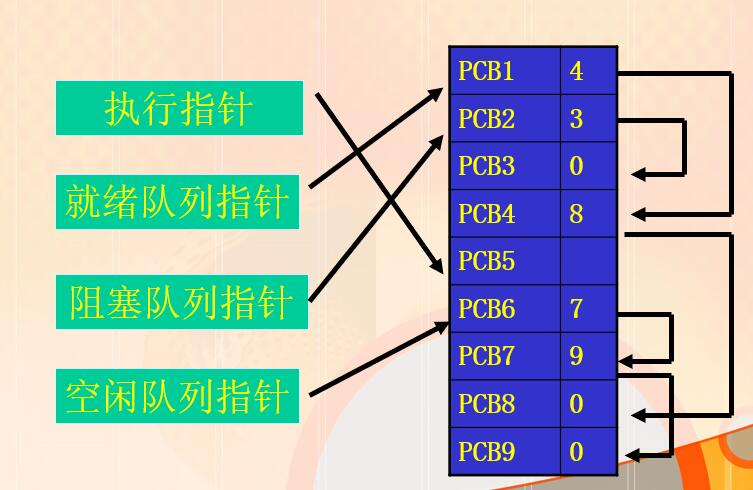 执行指针
就绪队列指针
阻塞队列指针
空闲队列指针
PCB1 4
PCB2 3
PCB3 0
PCB4 8
PCB5
PCB6 7
PCB7 9
PCB8 0
PCB9 0